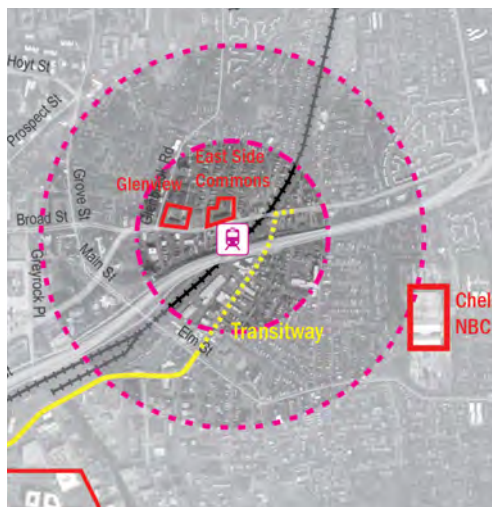 Hoyt St
Prospect St
Grove St
Rd
East Side
Commons
Glenview
Broad St
Main St
Greyrock Pl
Elm St
Transitway
Chel
NBC